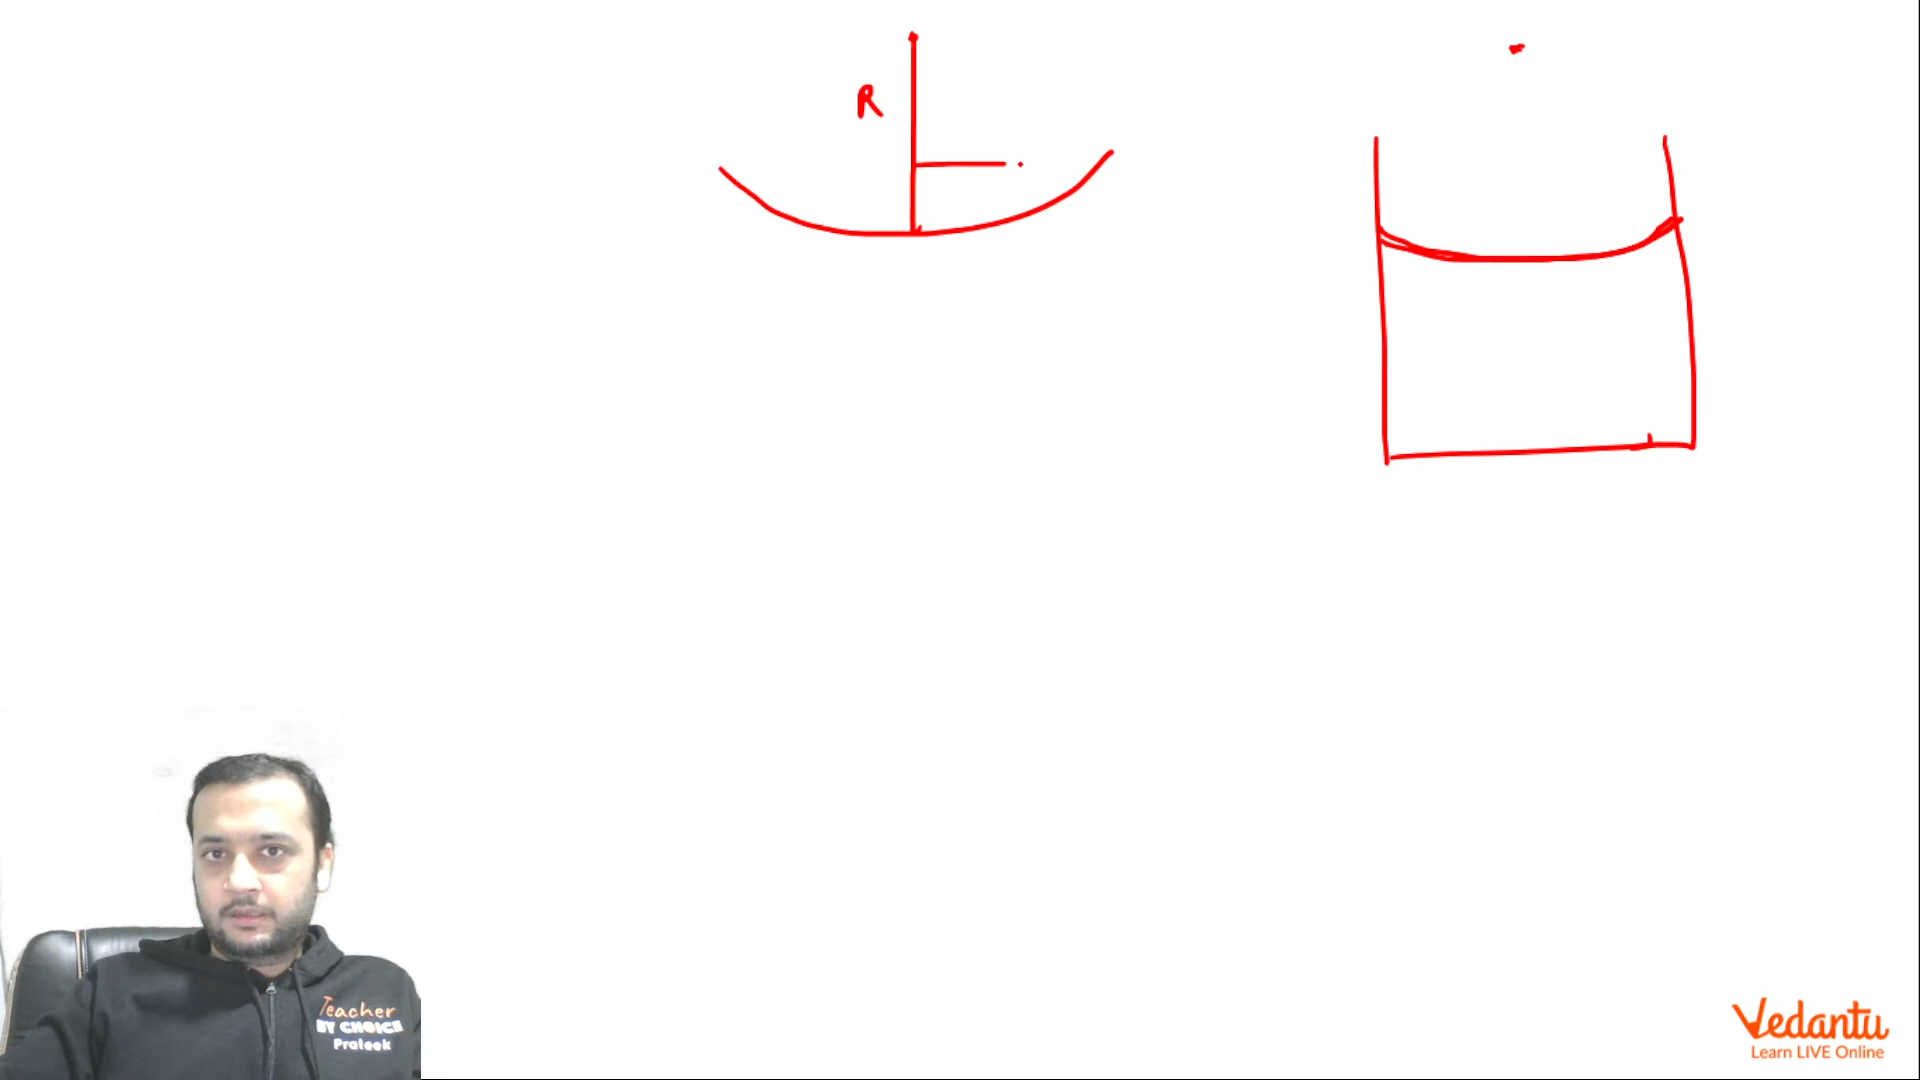 R
Teacher
BY CHOICE
Prateek
Vedantu
Learn LIVE Online